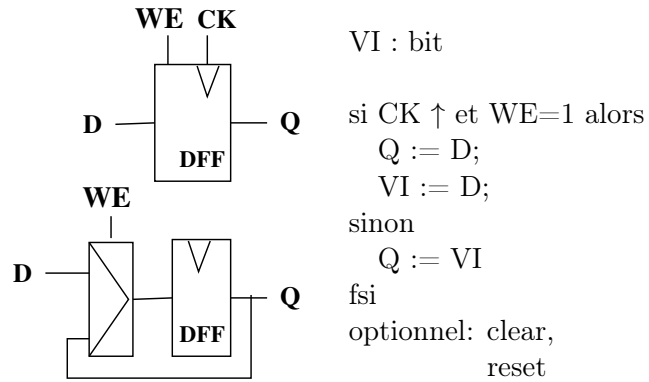 WE CK
D
Q
DFF
WE
D
Q
DFF
VI : bit
si CK ↑ et WE=1 alors
Q := D;
VI := D;
sinon
Q := VI
fsi
optionnel: clear,
reset